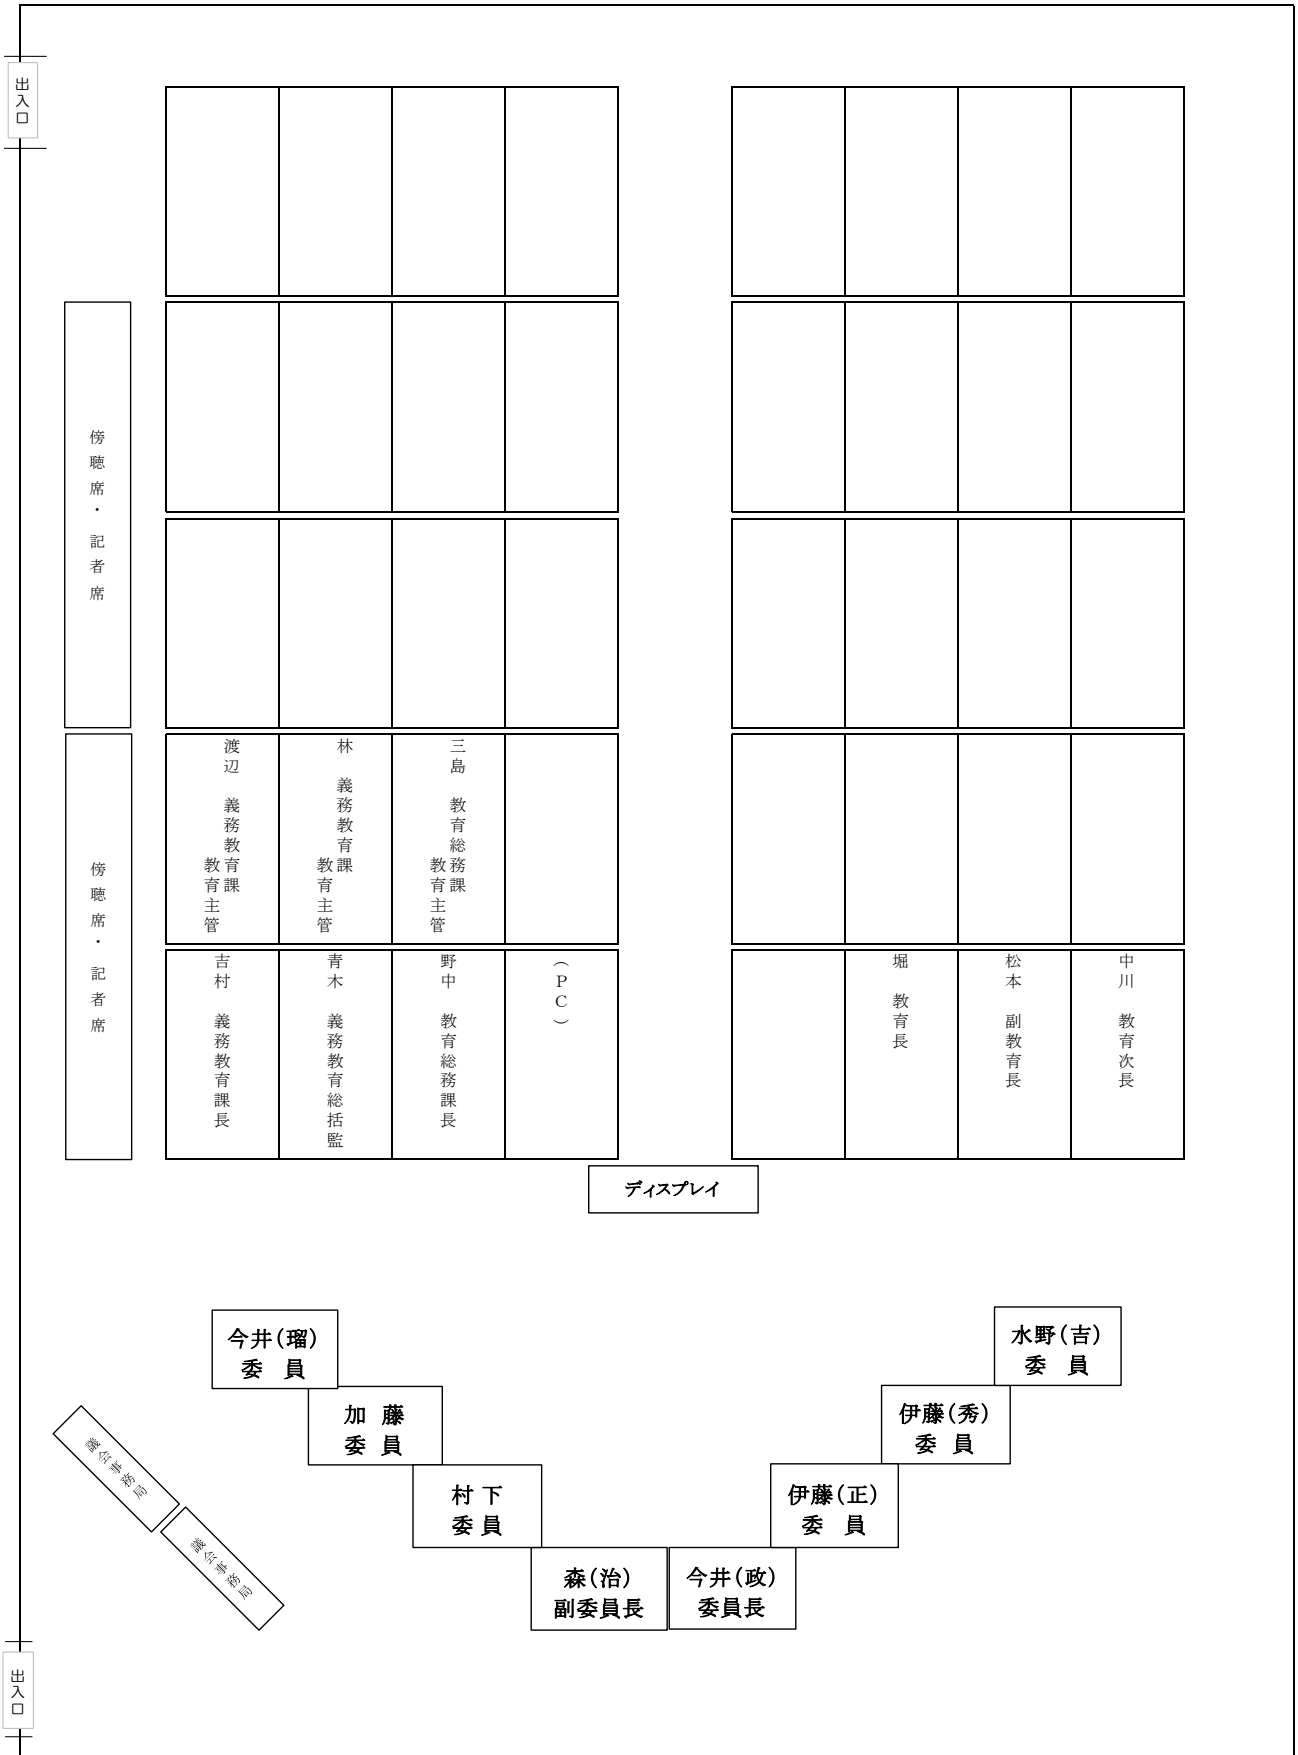 出入口
傍聴席・記者席
渡辺 義務教育課
教育主管
林 義務教育課
教育主管
三島 教育総務課
教育主管
傍聴席・記者席
吉村 義務教育課長
青木 義務教育総括監
野中 教育総務課長
（PC）
堀 教育長
松本 副教育長
中川 教育次長
ディスプレイ
今井（瑠）
委 員
水野（吉）
委 員
加 藤
委 員
伊藤（秀）
委 員
議会事務局
村 下
委 員
伊藤（正）
委 員
議会事務局
森（治）
副委員長
今井（政）
委員長
出入口